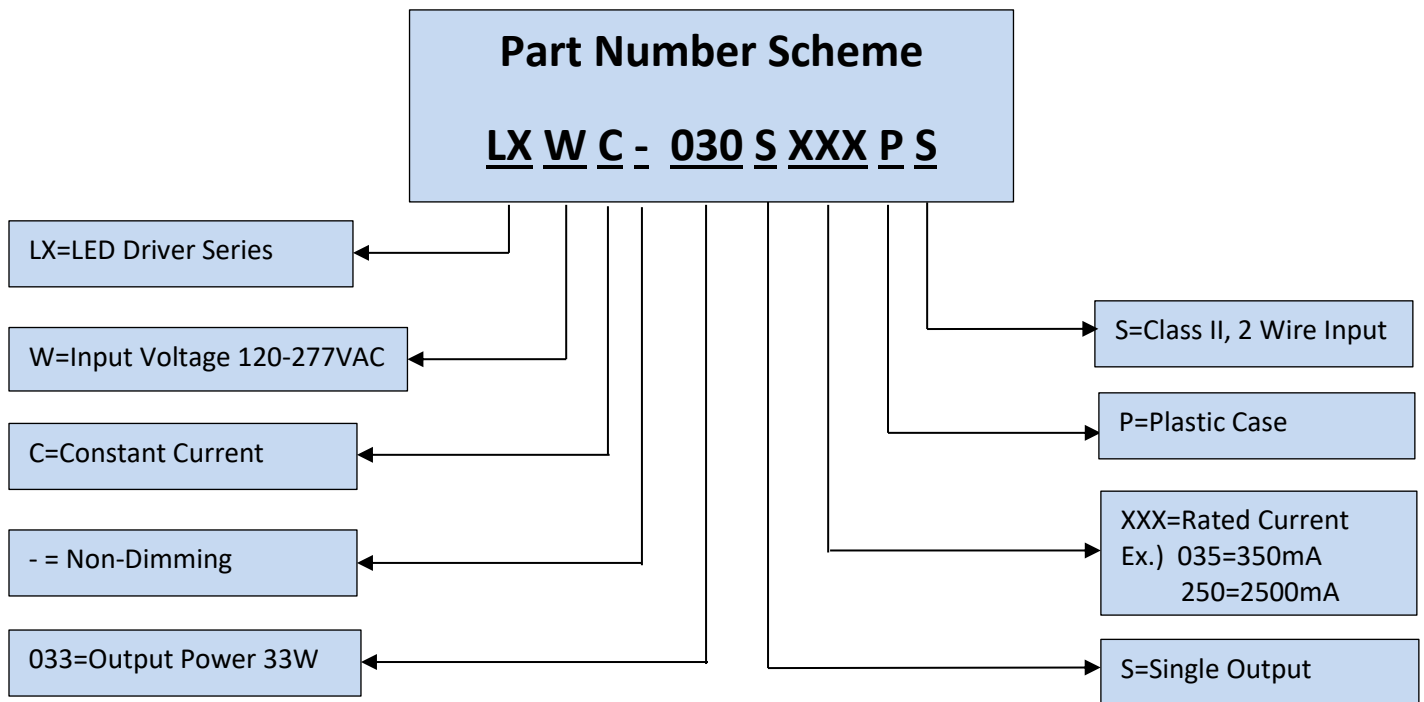 Part Number Scheme
LX W C - 030 S XXX P S
LX=LED Driver Series
W=Input Voltage 120-277VAC
C=Constant Current
- = Non-Dimming
033=Output Power 33W
S=Class II, 2 Wire Input
P=Plastic Case
XXX=Rated Current
Ex.) 035=350mA
250=2500mA
S=Single Output